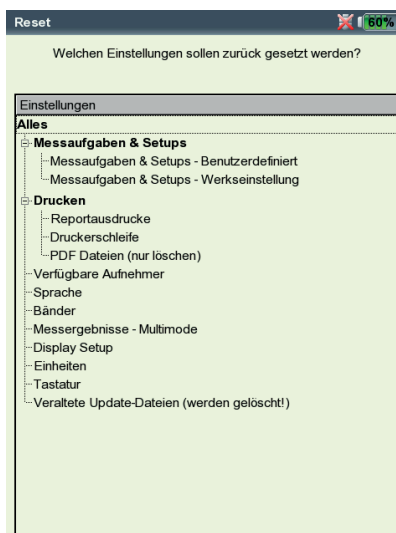 Reset 60%
Welchen Einstellungen sollen zurück gesetzt werden?
Einstellungen
Alles
Messaufgaben & Setups
Messaufgaben & Setups - Benutzerdefiniert
Messaufgaben & Setups - Werkseinstellung
Drucken
Reportausdrucke
Druckerschleife
PDF Dateien (nur löschen)
Verfügbare Aufnehmer
Sprache
Bänder
Messergebnisse - Multimode
Display Setup
Einheiten
Tastatur
Veraltete Update-Dateien (werden gelöscht!)